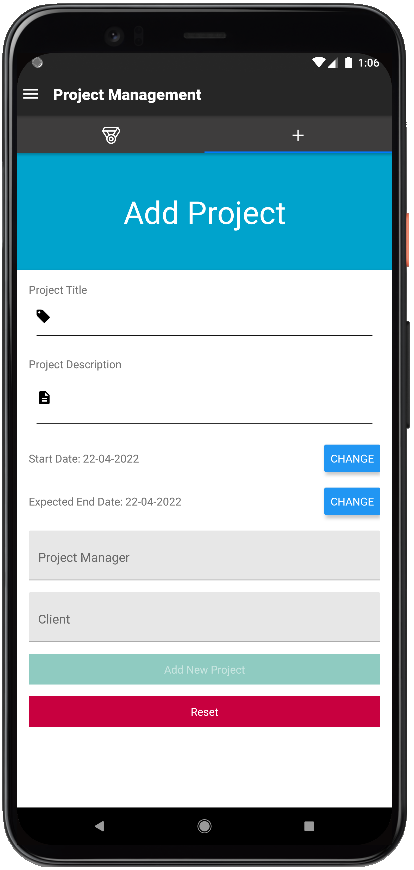 1:06
Project Management
Add Project
Project Title
Project Description
Start Date: 22-04-2022
CHANGE
Expected End Date: 22-04-2022
CHANGE
Project Manager
Client
Add New Project
Reset